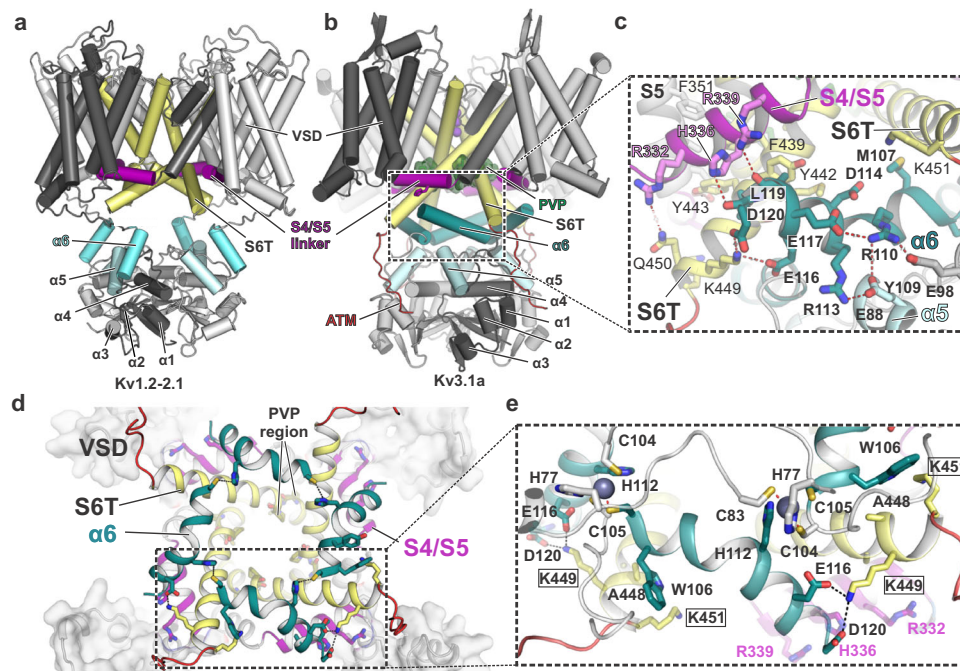 a
b
c
VSD
S4/S5
linker
PVP
S6T
S6T
α6
α6
α5
α5
α4
α4
α3
α2
α1
ATM
α1
α2
α3
Kv1.2-2.1
Kv3.1a
S5
F351
R339
S4/S5
H336
S6T
R332
F439
M107
K451
Y442
D114
L119
Y443
D120
α6
E117
R110
Q450
K449
E116
Y109
E98
S6T
R113
E88
α5
d
PVP
region
VSD
S6T
α6
S4/S5
e
C104
W106
K451
H77
H112
H77
E116
C105
C83
C105
A448
D120
H112
C104
K449
E116
K449
A448
W106
K451
D120
R332
R339
H336